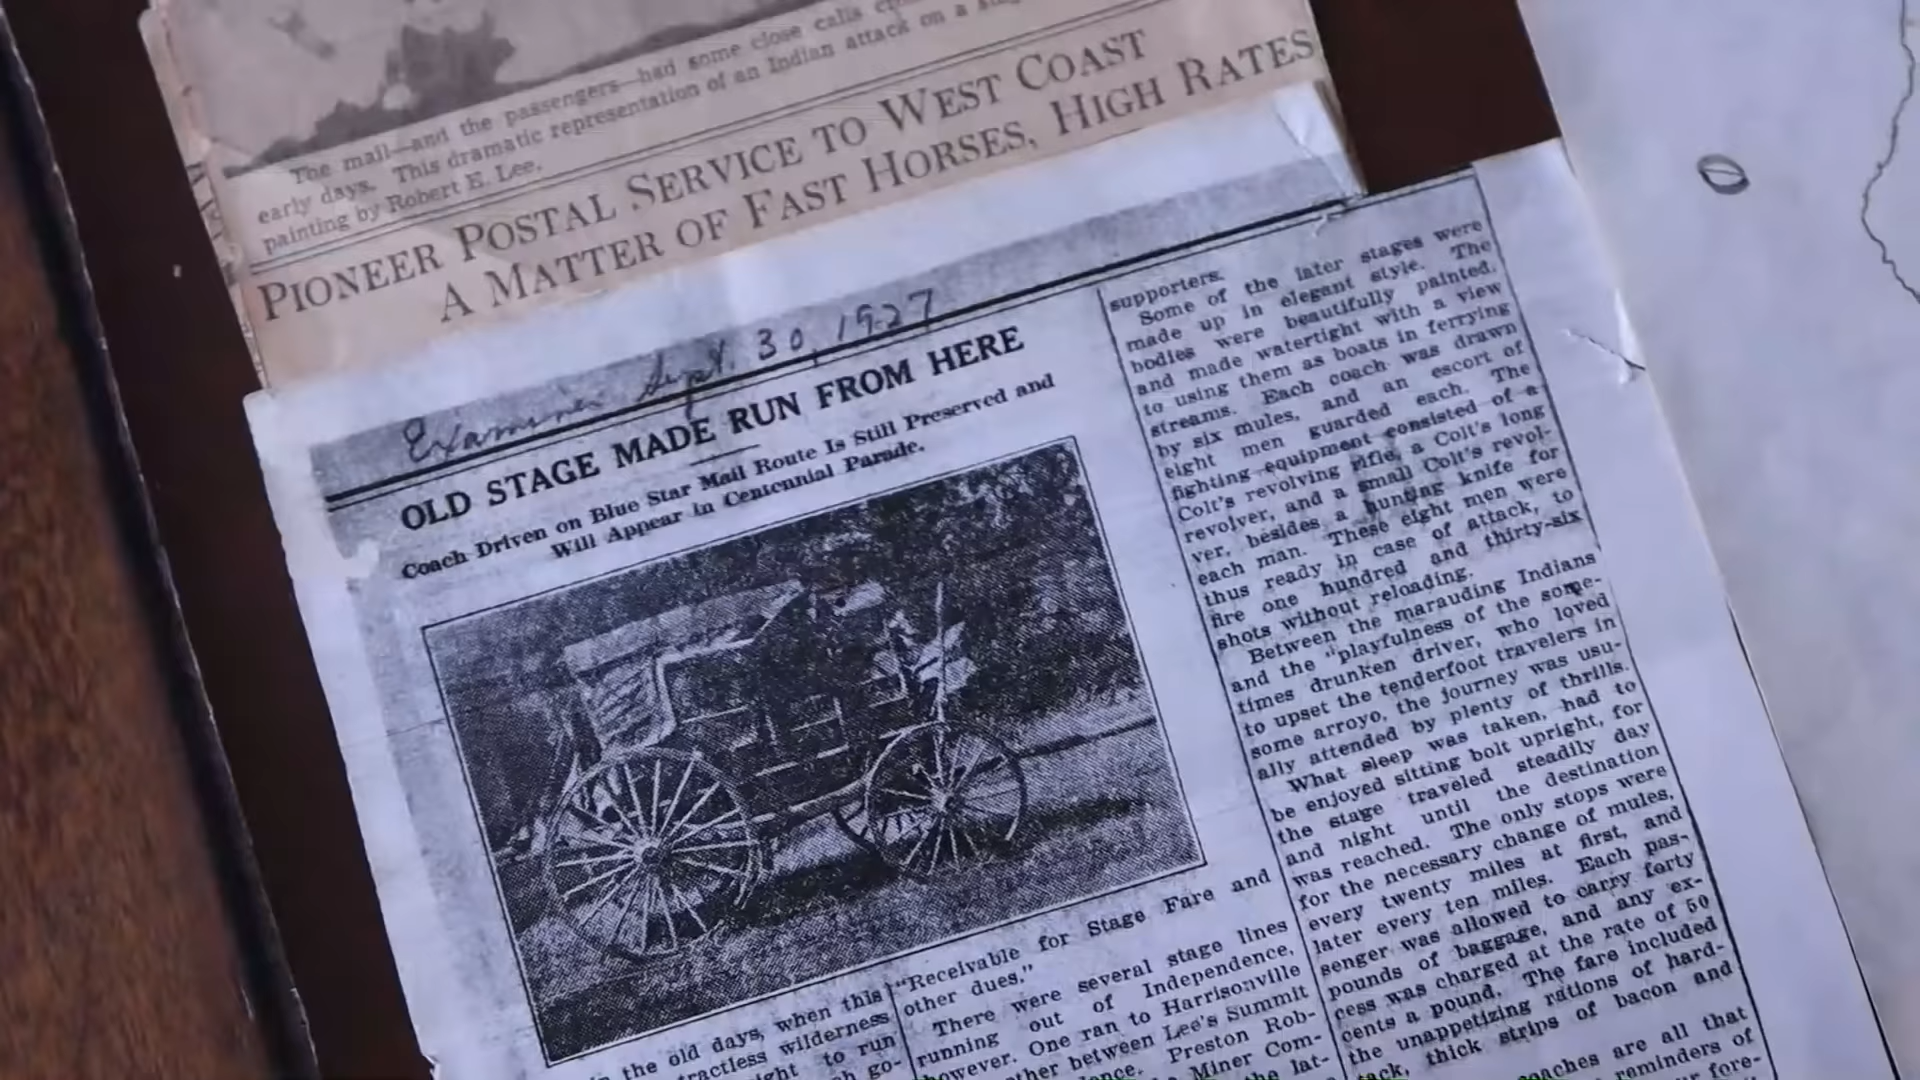 The mail—and the passengers—had some close calls
early days. This dramatic representation of an Indian attack on a
painting by Robert E. Lee.
PIONEER POSTAL SERVICE TO WEST COAST
A MATTER OF FAST HORSES, HIGH RATES
Examiner Sept. 30, 1927
OLD STAGE MADE RUN FROM HERE
Coach Driven on Blue Star Mail Route Is Still Preserved and
Will Appear in Centennial Parade.
the old days, when this
wilderness
to run
go-
"Receivable for Stage Fare and
other dues."
There were several stage lines
running out of Independence,
however. One ran to Harrisonville
between Lee's Summit
Preston Rob-
Miner Com-
the lat-
supporters.
Some of the later stages were
made up in elegant style. The
bodies were beautifully painted,
and made watertight with a view
to using them as boats in ferrying
streams. Each coach was drawn
by six mules, and an escort of
eight men guarded each. The
fighting equipment consisted of a
Colt's revolving rifle, a Colt's long
revolver, and a small Colt's revol-
ver, besides a hunting knife for
each man. These eight men were
thus ready in case of attack, to
fire one hundred and thirty-six
shots without reloading.
Between the marauding Indians
and the "playfulness of the some-
times drunken driver, who loved
to upset the tenderfoot travelers in
some arroyo, the journey was usu-
ally attended by plenty of thrills.
What sleep was taken, had to
be enjoyed sitting bolt upright, for
the stage traveled steadily day
and night until the destination
was reached. The only stops were
for the necessary change of mules,
every twenty miles at first, and
later every ten miles. Each pas-
senger was allowed to carry forty
pounds of baggage, and any ex-
cess was charged at the rate of 50
cents a pound. The fare included
the unappetizing rations of hard-
tack, thick strips of bacon and
coaches are all that
reminders of
fore-